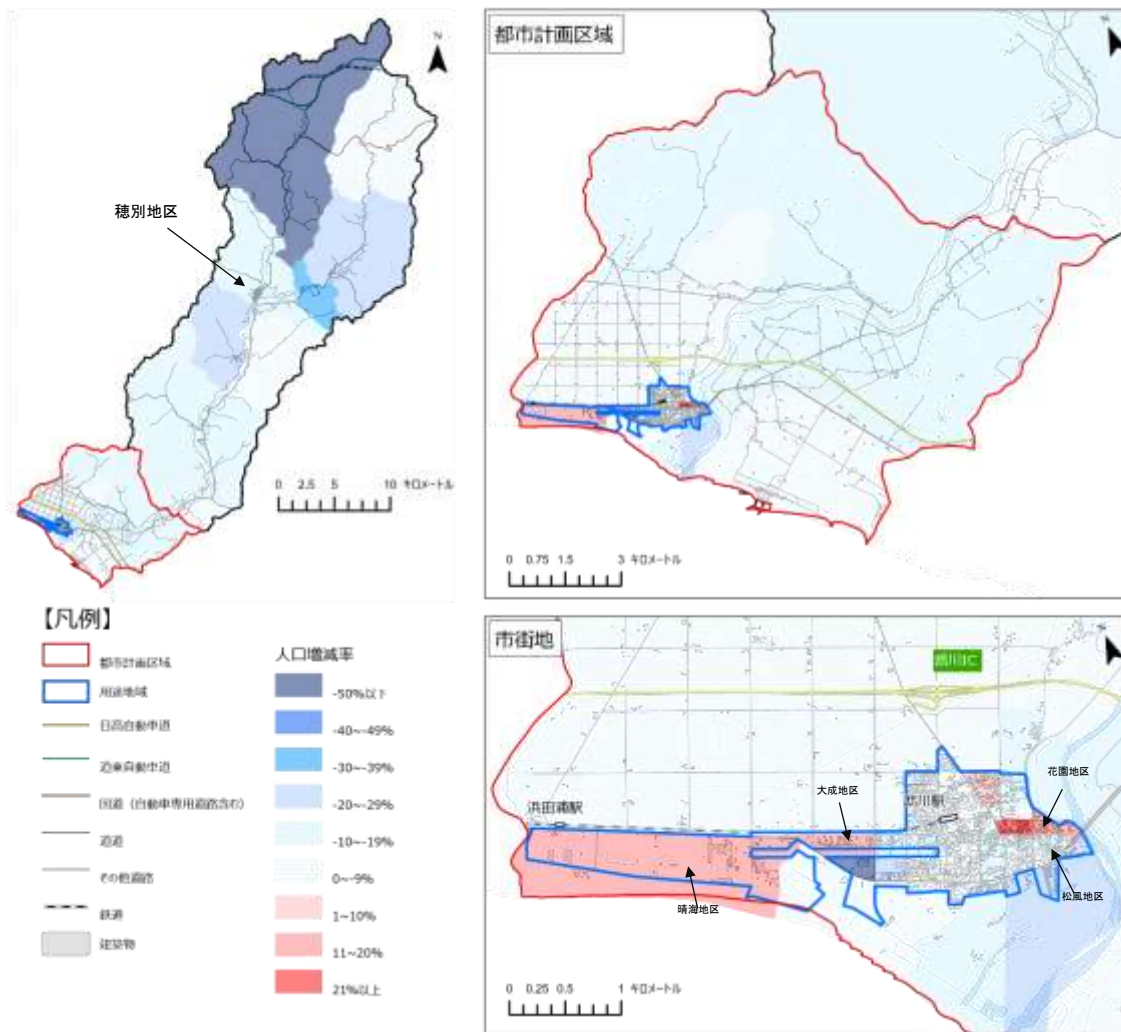 N
穂別地区
0 2.5 5 10 キロメートル
都市計画区域
N
0 0.75 1.5 3 キロメートル
【凡例】
都市計画区域
用途地域
日高自動車道
道東自動車道
国道（自動車専用道路含む）
道道
その他道路
鉄道
建築物
人口増減率
-50%以下
-40~-49%
-30~-39%
-20~-29%
-10~-19%
0~-9%
1~10%
11~20%
21%以上
市街地
鵡川IC
浜田浦駅
大成地区
鵡川駅
花園地区
晴海地区
松風地区
0 0.25 0.5 1 キロメートル